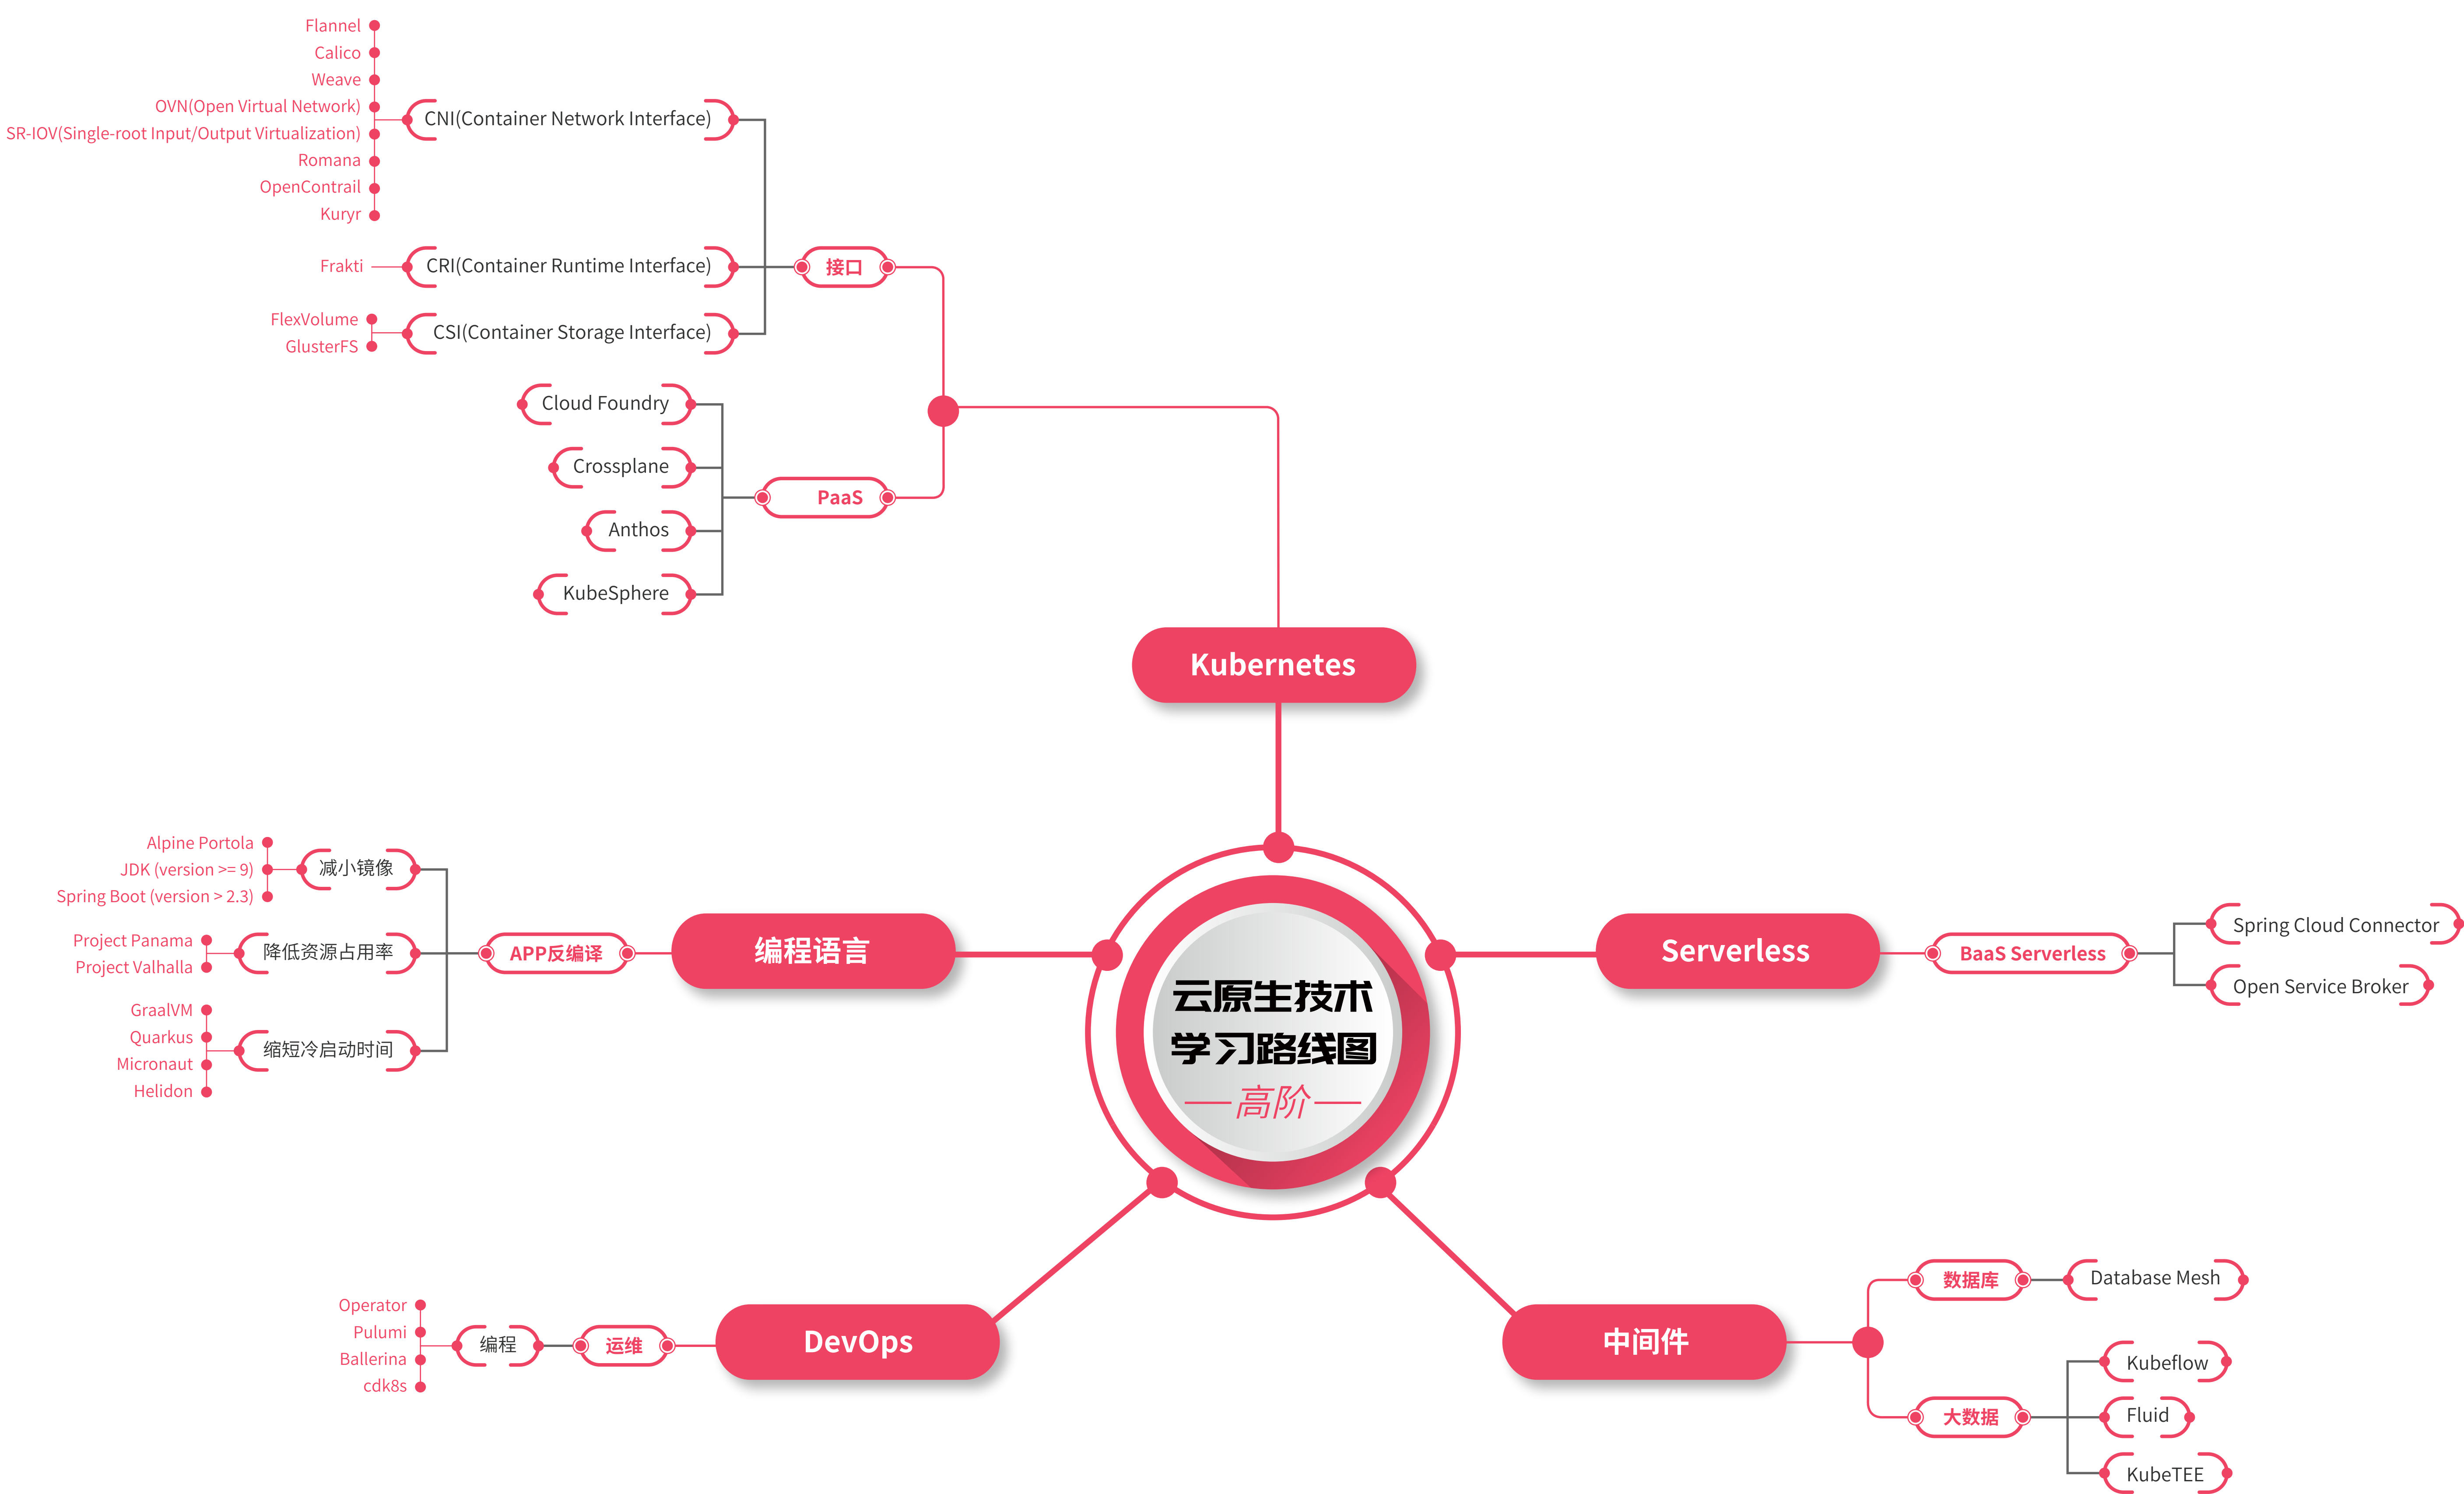 Flannel
Calico
Weave
OVN(Open Virtual Network)
SR-IOV(Single-root Input/Output Virtualization)
Romana
OpenContrail
Kuryr
CNI(Container Network Interface)
Frakti
CRI(Container Runtime Interface)
接口
FlexVolume
GlusterFS
CSI(Container Storage Interface)
Cloud Foundry
Crossplane
Anthos
KubeSphere
PaaS
Kubernetes
Alpine Portola
JDK (version >= 9)
Spring Boot (version > 2.3)
减小镜像
Project Panama
Project Valhalla
降低资源占用率
GraalVM
Quarkus
Micronaut
Helidon
缩短冷启动时间
APP反编译
编程语言
云原生技术
学习路线图
高阶
Serverless
BaaS Serverless
Spring Cloud Connector
Open Service Broker
Operator
Pulumi
Ballerina
cdk8s
编程
运维
DevOps
中间件
数据库
Database Mesh
大数据
Kubeflow
Fluid
KubeTEE